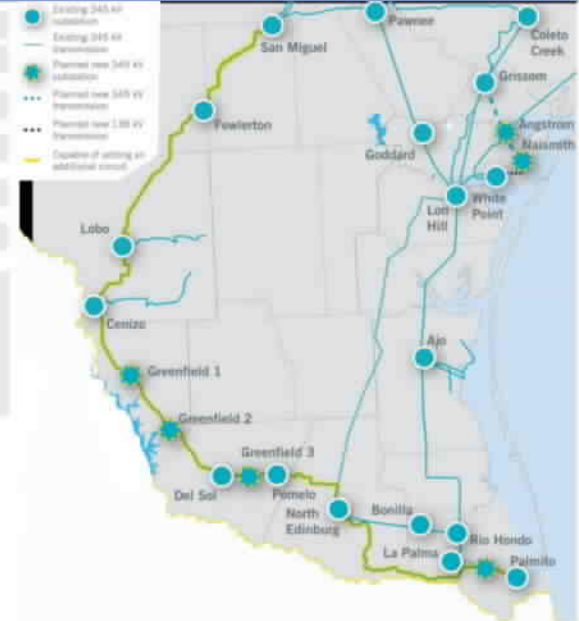 Existing 345 kV
substation
Existing 345 kV
transmission
Planned new 345 kV
substation
Planned new 345 kV
transmission
Planned new 138 kV
transmission
Capable of adding an
additional circuit
San Miguel
Pawnee
Coleto
Creek
Fowlerton
Grissom
Angstrom
Naismith
Goddard
Lon
Hill
White
Point
Lobo
Cenizo
Ajo
Greenfield 1
Greenfield 2
Greenfield 3
Del Sol
Pomelo
North
Edinburg
Bonilla
Rio Hondo
La Palma
Palmito